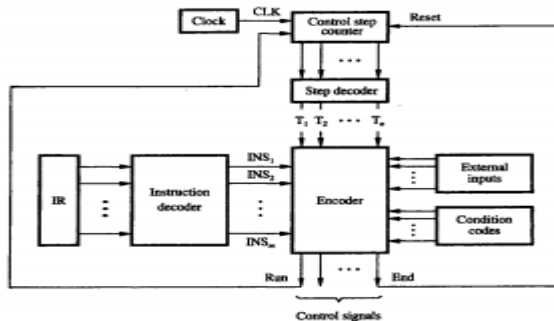 Clock
CLK
Control step
counter
Reset
Step decoder
T1 T2 Tn
IR
Instruction
decoder
INS1
INS2
INSm
Encoder
External
inputs
Condition
codes
Run
End
Control signals